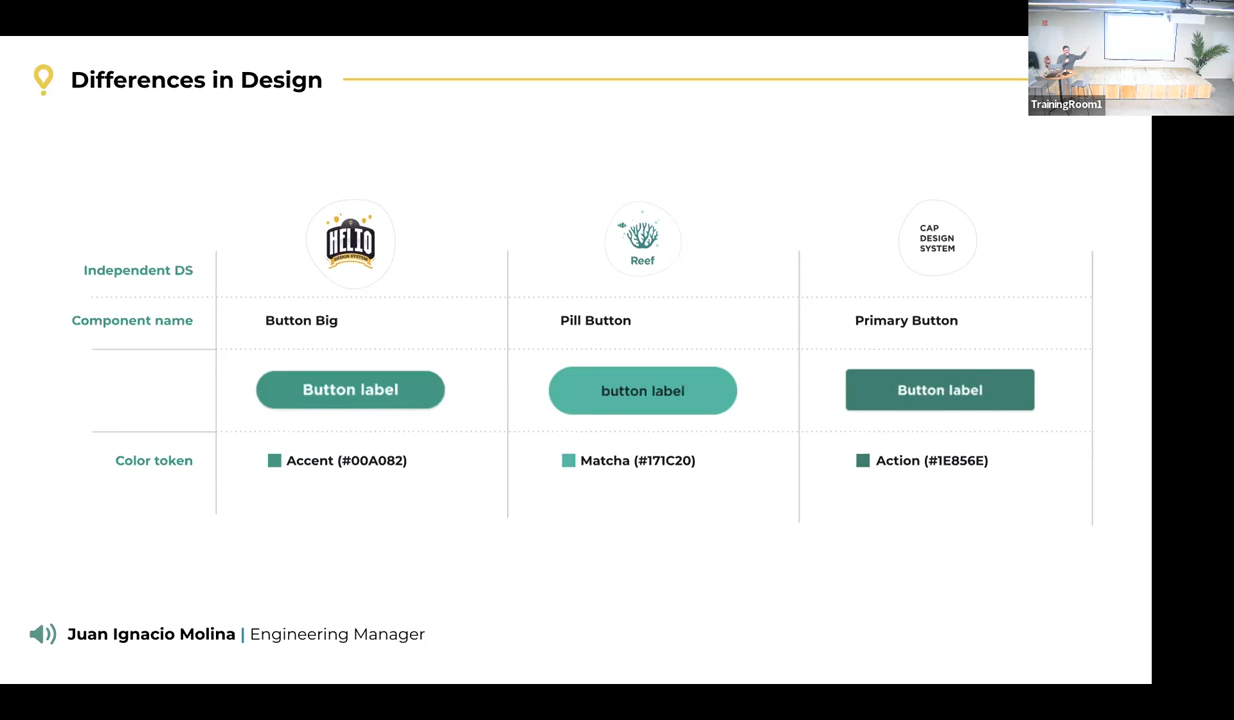 Differences in Design
TrainingRoom1
HELIO
DESIGN SYSTEM
Reef
CAP
DESIGN
SYSTEM
Independent DS
Component name
Button Big
Pill Button
Primary Button
Button label
button label
Button label
Color token
Accent (#00A082)
Matcha (#171C20)
Action (#1E856E)
Juan Ignacio Molina | Engineering Manager